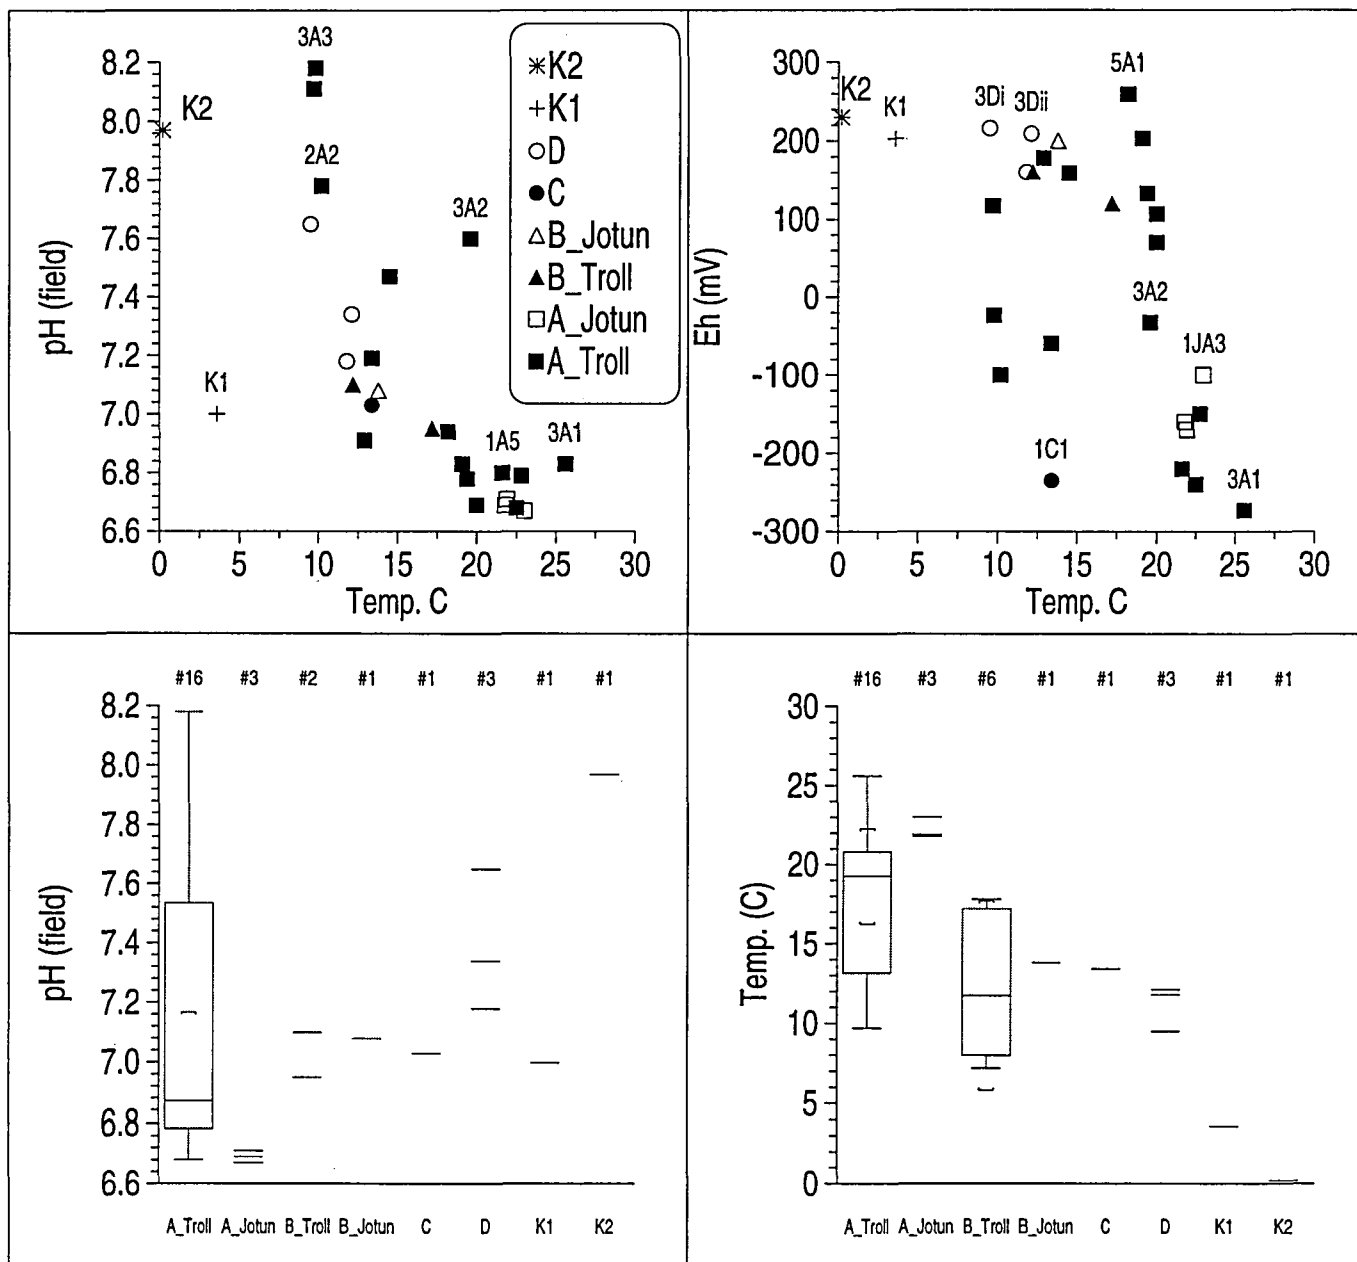 3A3
8.2
K2
8.0
2A2
7.8
3A2
7.6
7.4
7.2
K1
7.0
1A5
3A1
6.8
6.6
0 5 10 15 20 25 30
Temp. C
pH (field)
K2
K1
D
C
B_Jotun
B_Troll
A_Jotun
A_Troll
300
K2
K1
3Di
3Dii
5A1
200
100
0
3A2
1JA3
-100
1C1
-200
3A1
-300
0 5 10 15 20 25 30
Temp. C
Eh (mV)
#16 #3 #2 #1 #1 #3 #1 #1
8.2
8.0
7.8
7.6
7.4
7.2
7.0
6.8
6.6
pH (field)
A_Troll A_Jotun B_Troll B_Jotun C D K1 K2
#16 #3 #6 #1 #1 #3 #1 #1
30
25
20
15
10
5
0
Temp. (C)
A_Troll A_Jotun B_Troll B_Jotun C D K1 K2